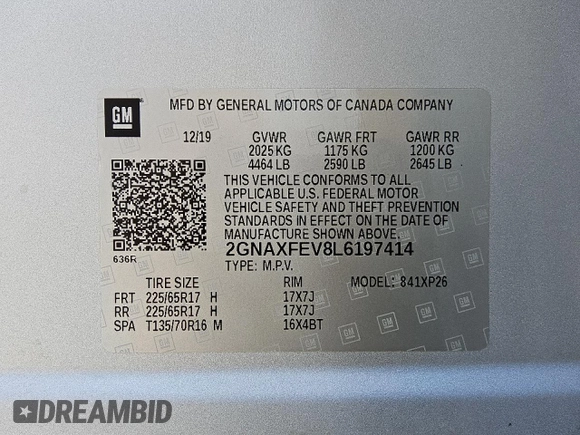 GM
MFD BY GENERAL MOTORS OF CANADA COMPANY
12/19 GVWR GAWR FRT GAWR RR
2025 KG 1175 KG 1200 KG
4464 LB 2590 LB 2645 LB
THIS VEHICLE CONFORMS TO ALL
APPLICABLE U.S. FEDERAL MOTOR
VEHICLE SAFETY AND THEFT PREVENTION
STANDARDS IN EFFECT ON THE DATE OF
MANUFACTURE SHOWN ABOVE.
636R 2GNAXFEV8L6197414
TYPE: M.P.V.
TIRE SIZE RIM MODEL: 841XP26
FRT 225/65R17 H 17X7J
RR 225/65R17 H 17X7J
SPA T135/70R16 M 16X4BT
DREAMBID